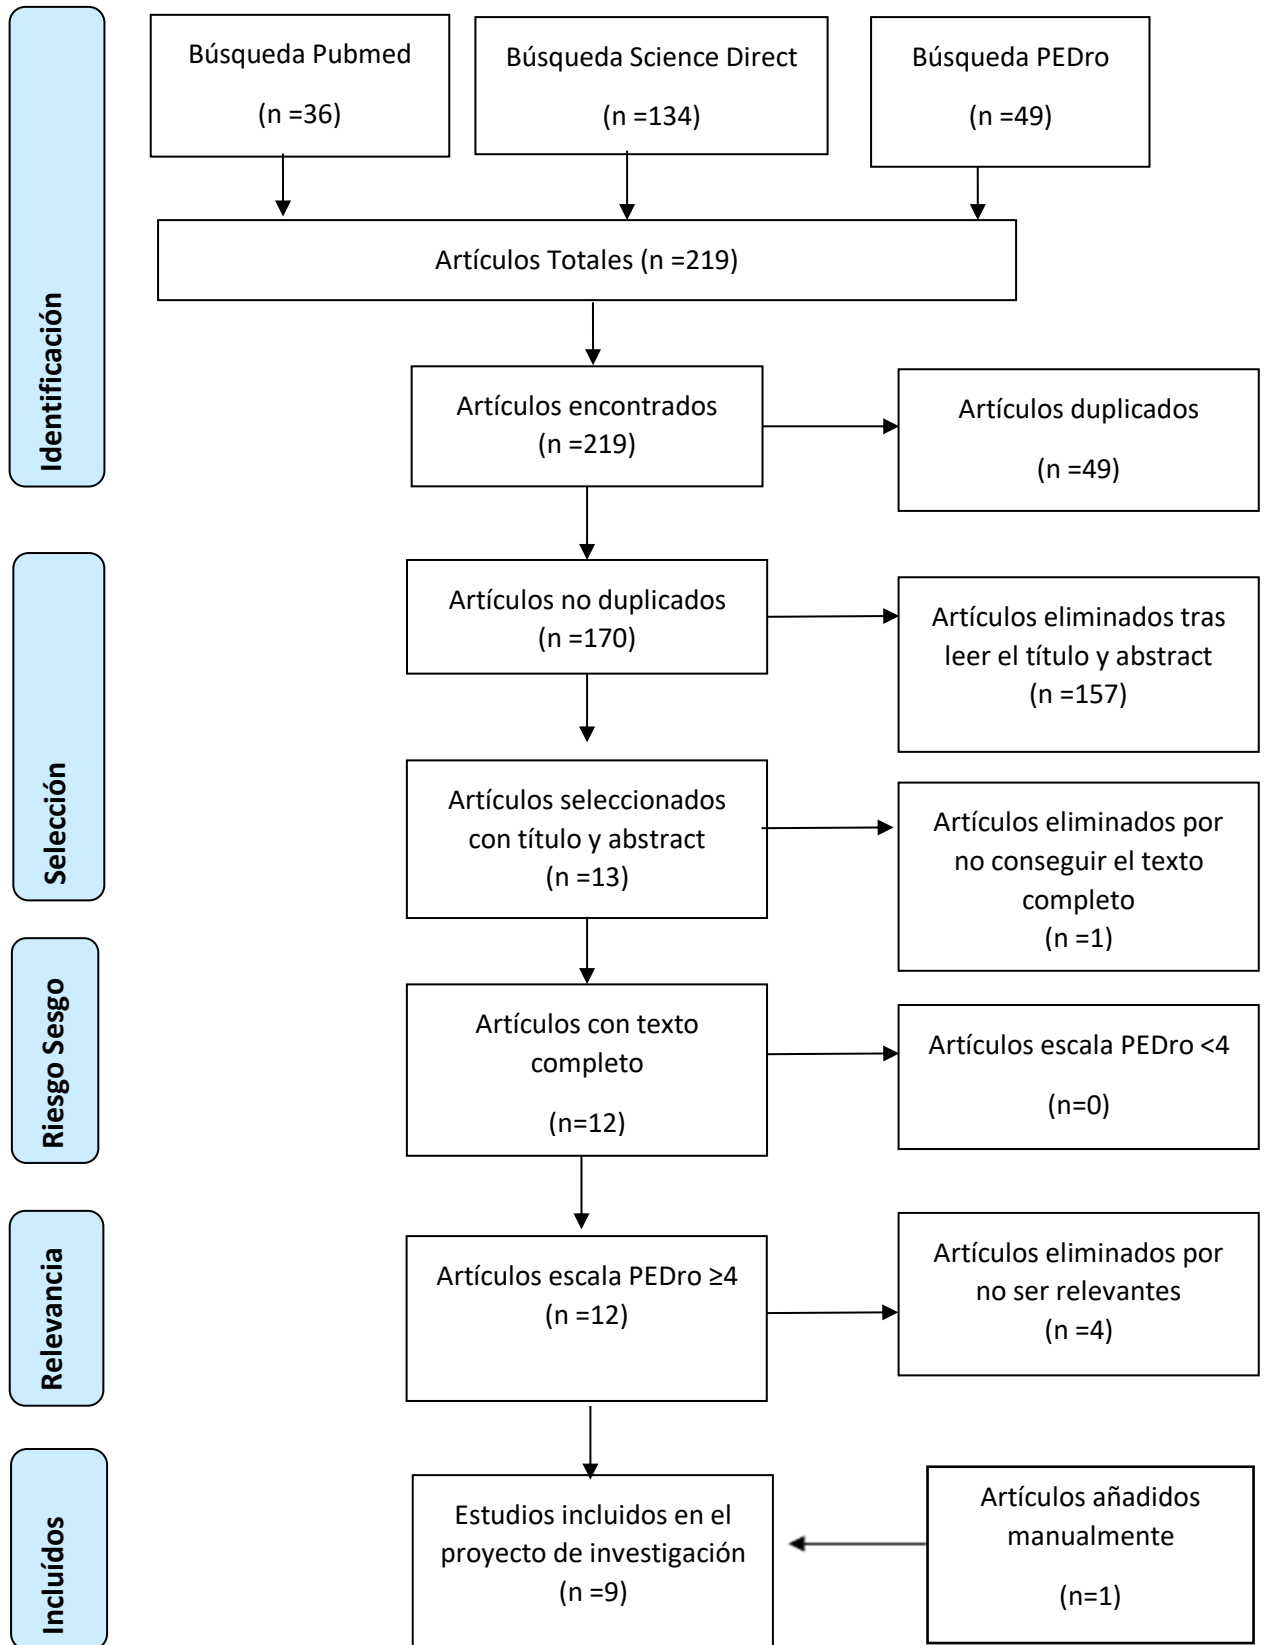 Identificación
Búsqueda Pubmed
(n =36)
Búsqueda Science Direct
(n =134)
Búsqueda PEDro
(n =49)
Artículos Totales (n =219)
Artículos encontrados
(n =219)
Artículos duplicados
(n =49)
Selección
Artículos no duplicados
(n =170)
Artículos eliminados tras
leer el título y abstract
(n =157)
Artículos seleccionados
con título y abstract
(n =13)
Artículos eliminados por
no conseguir el texto
completo
(n =1)
Riesgo Sesgo
Artículos con texto
completo
(n=12)
Artículos escala PEDro <4
(n=0)
Relevancia
Artículos escala PEDro ≥4
(n =12)
Artículos eliminados por
no ser relevantes
(n =4)
Incluídos
Estudios incluidos en el
proyecto de investigación
(n =9)
Artículos añadidos
manualmente
(n=1)